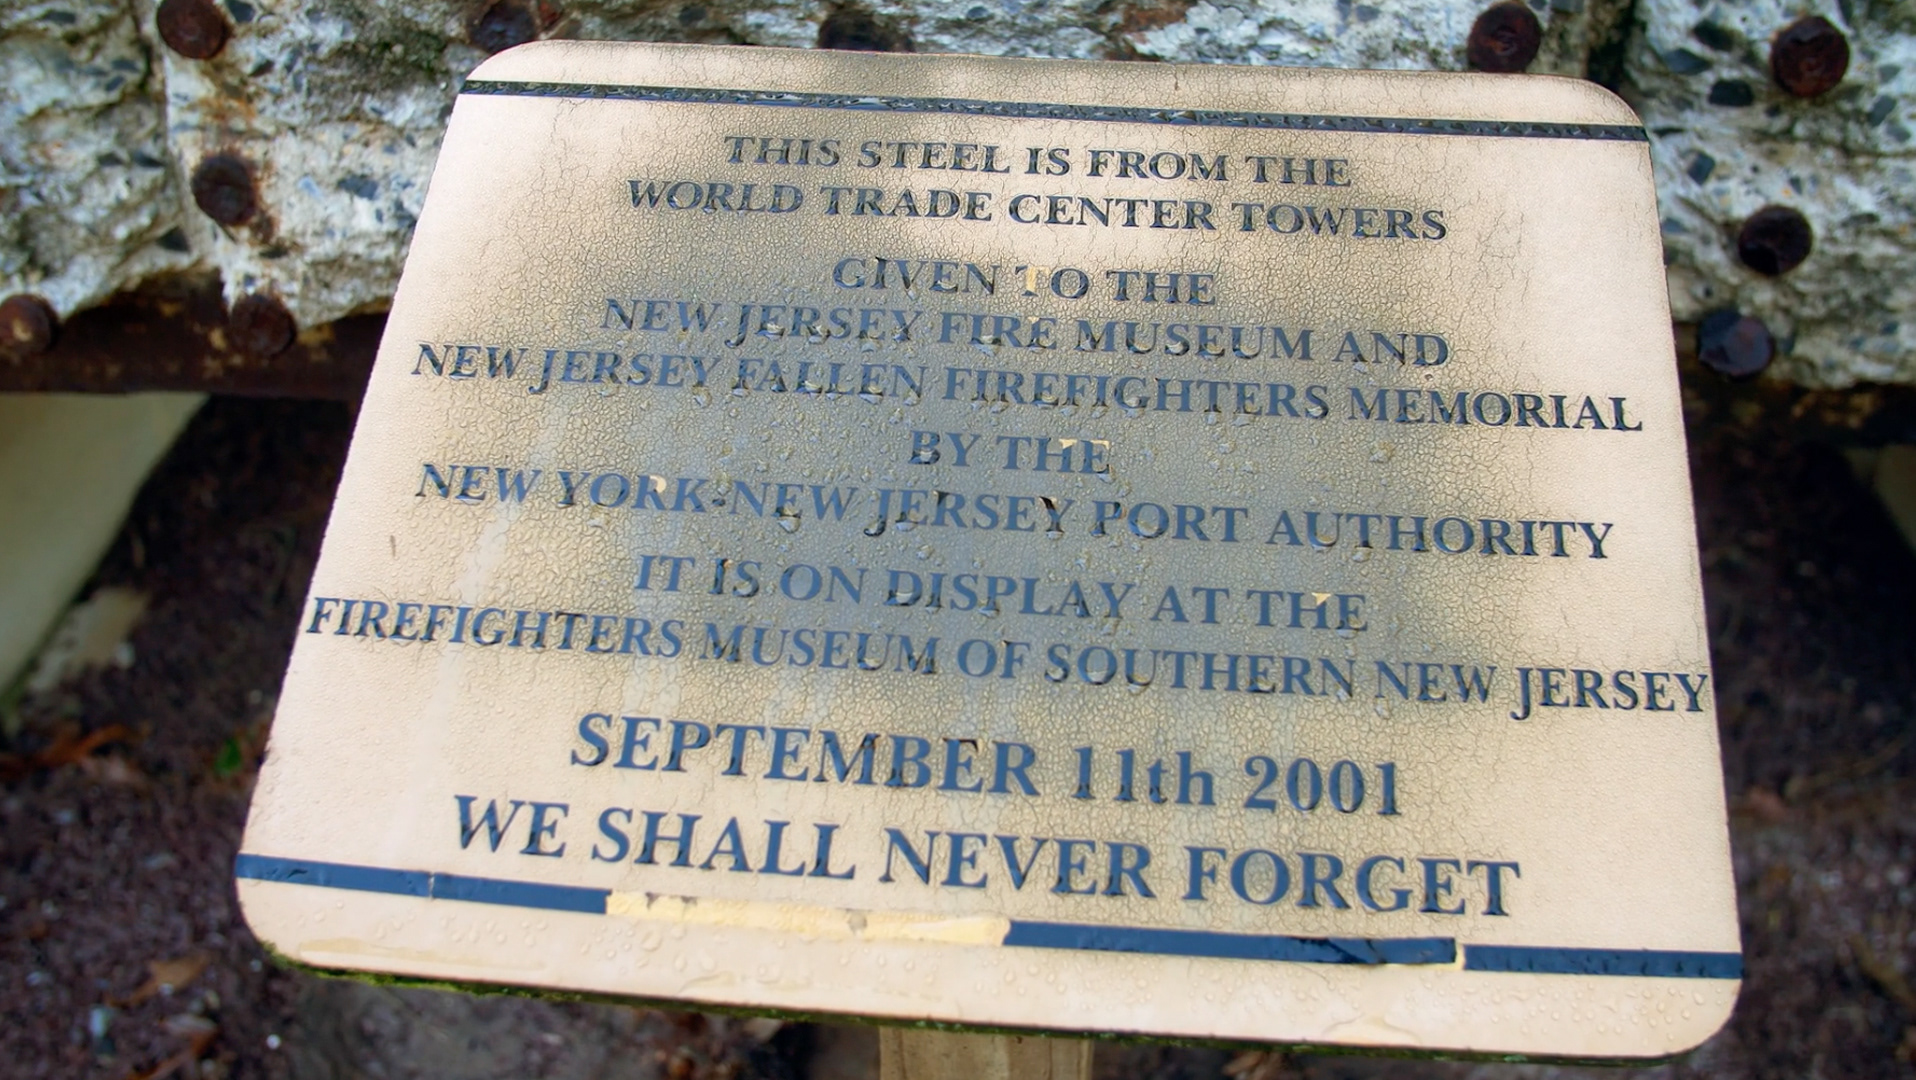 THIS STEEL IS FROM THE
WORLD TRADE CENTER TOWERS
GIVEN TO THE
NEW JERSEY FIRE MUSEUM AND
NEW JERSEY FALLEN FIREFIGHTERS MEMORIAL
BY THE
NEW YORK-NEW JERSEY PORT AUTHORITY
IT IS ON DISPLAY AT THE
FIREFIGHTERS MUSEUM OF SOUTHERN NEW JERSEY
SEPTEMBER 11th 2001
WE SHALL NEVER FORGET